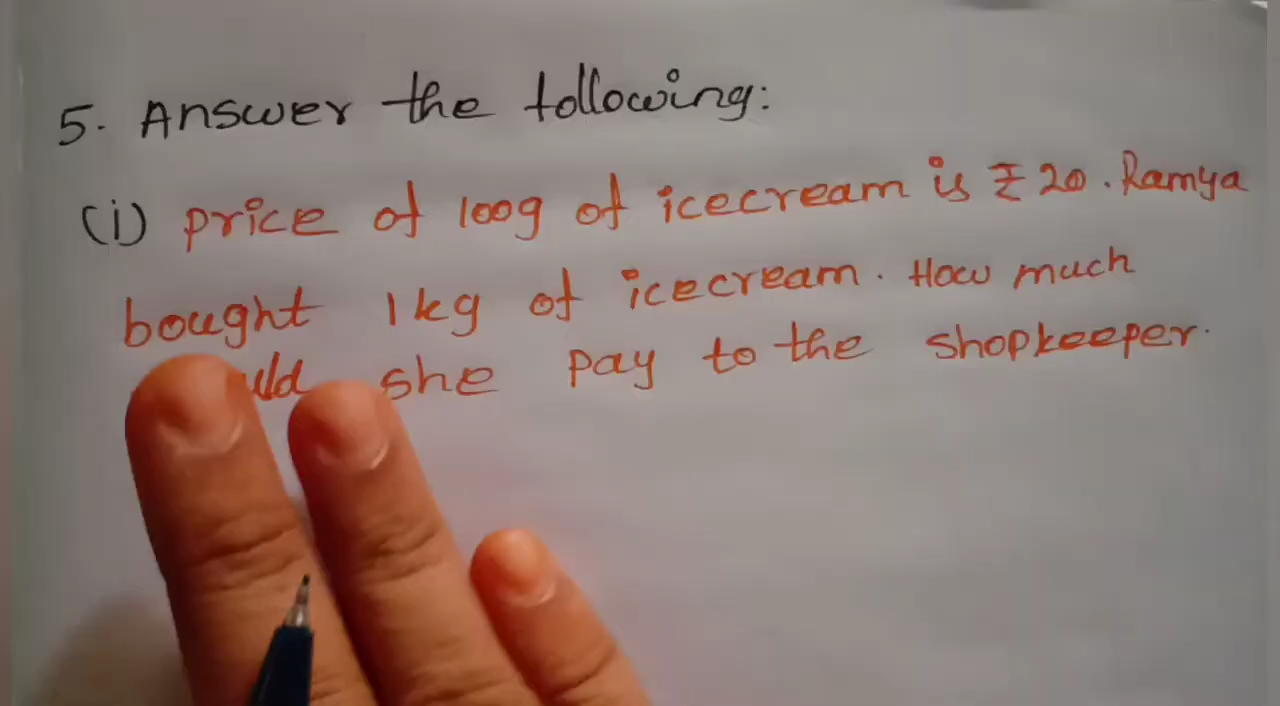 5. Answer the following:
(i) price of 100g of icecream is ₹ 20. Ramya
bought 1kg of icecream. How much
she pay to the shopkeeper.